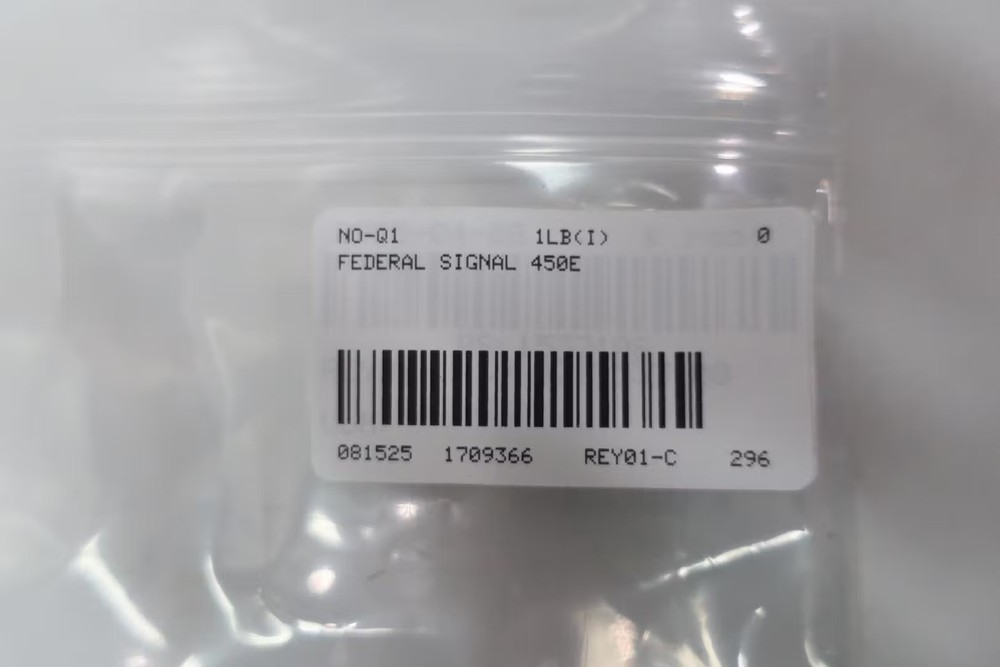 NO-Q1 1LB(I) 0
FEDERAL SIGNAL 450E
081525 1709366 REY01-C 296